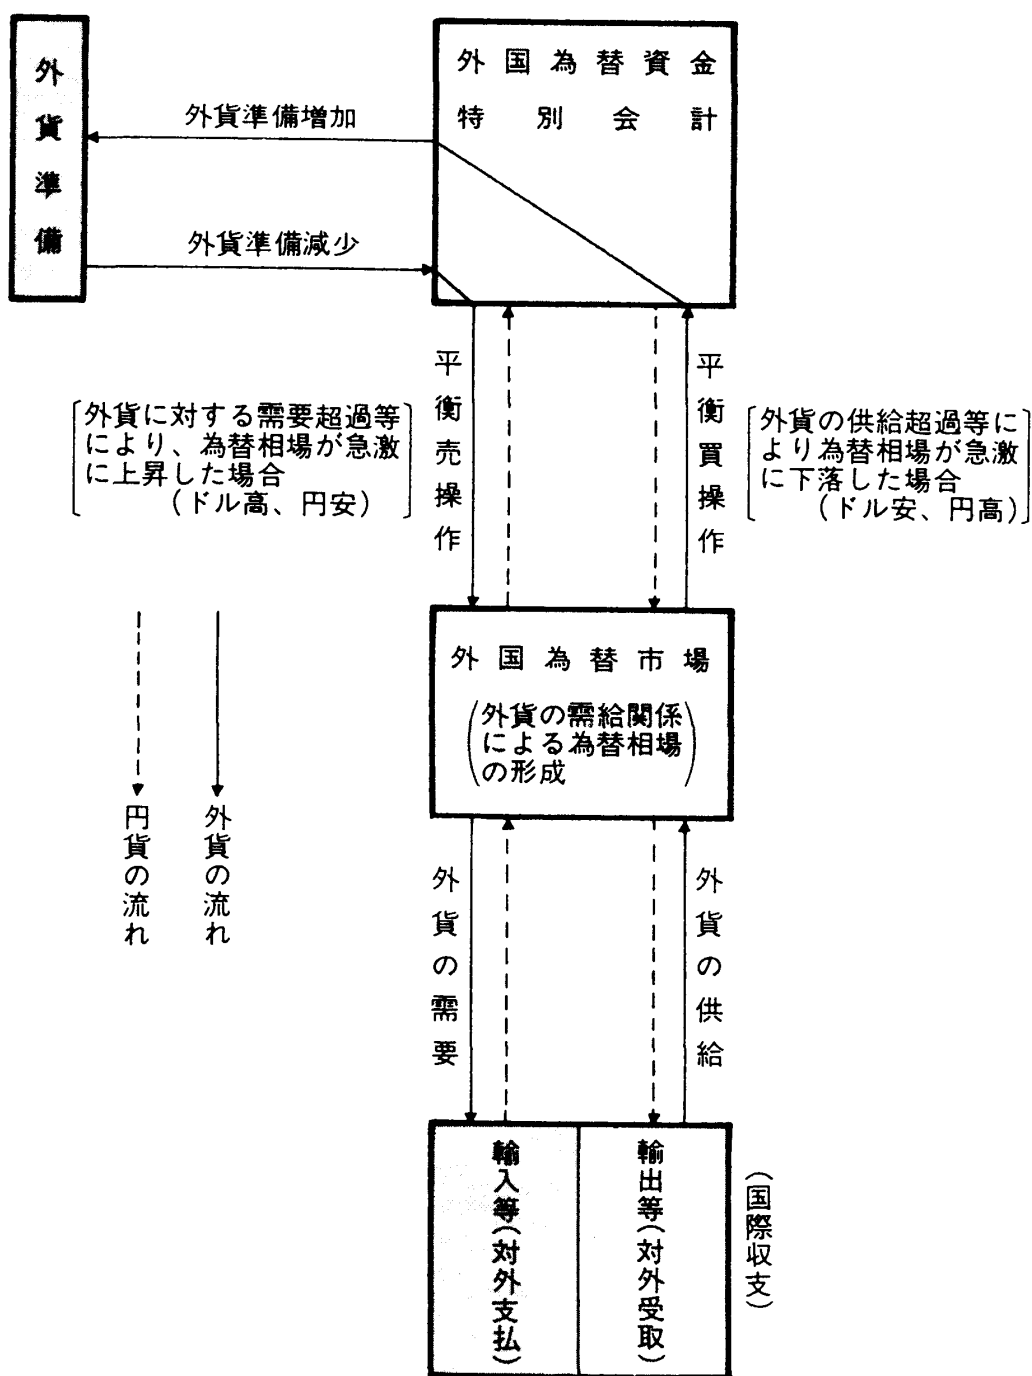 外貨準備
外国為替資金
特別会計
外貨準備増加
外貨準備減少
平衡売操作
平衡買操作
外貨に対する需要超過等
により、為替相場が急激
に上昇した場合
(ドル高、円安)
外貨の供給超過等に
より為替相場が急激
に下落した場合
(ドル安、円高)
外国為替市場
(外貨の需給関係
による為替相場
の形成)
外貨の流れ
円貨の流れ
外貨の需要
外貨の供給
輸入等(対外支払)
輸出等(対外受取)
(国際収支)